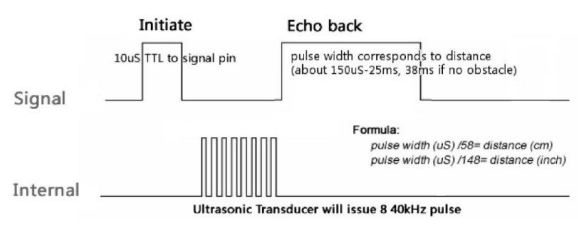 Initiate
Echo back
10uS TTL to signal pin
pulse width corresponds to distance
(about 150uS-25ms, 38ms if no obstacle)
Signal
Formula:
pulse width (uS) /58= distance (cm)
pulse width (uS) /148= distance (inch)
Internal
Ultrasonic Transducer will issue 8 40kHz pulse